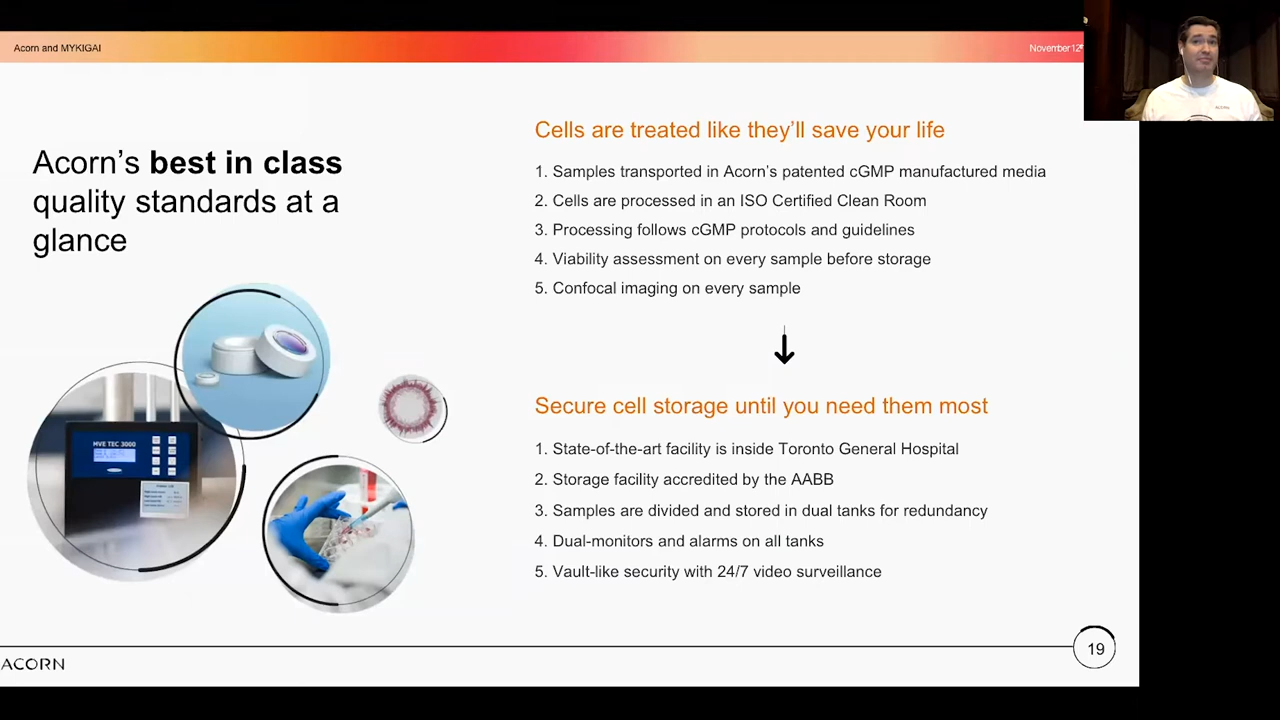 Acorn and MYKIGAI
November 12
Acorn's best in class
quality standards at a
glance
Cells are treated like they'll save your life
1. Samples transported in Acorn's patented cGMP manufactured media
2. Cells are processed in an ISO Certified Clean Room
3. Processing follows cGMP protocols and guidelines
4. Viability assessment on every sample before storage
5. Confocal imaging on every sample
Secure cell storage until you need them most
1. State-of-the-art facility is inside Toronto General Hospital
2. Storage facility accredited by the AABB
3. Samples are divided and stored in dual tanks for redundancy
4. Dual-monitors and alarms on all tanks
5. Vault-like security with 24/7 video surveillance
MVE TEC 3000
ACORN
19